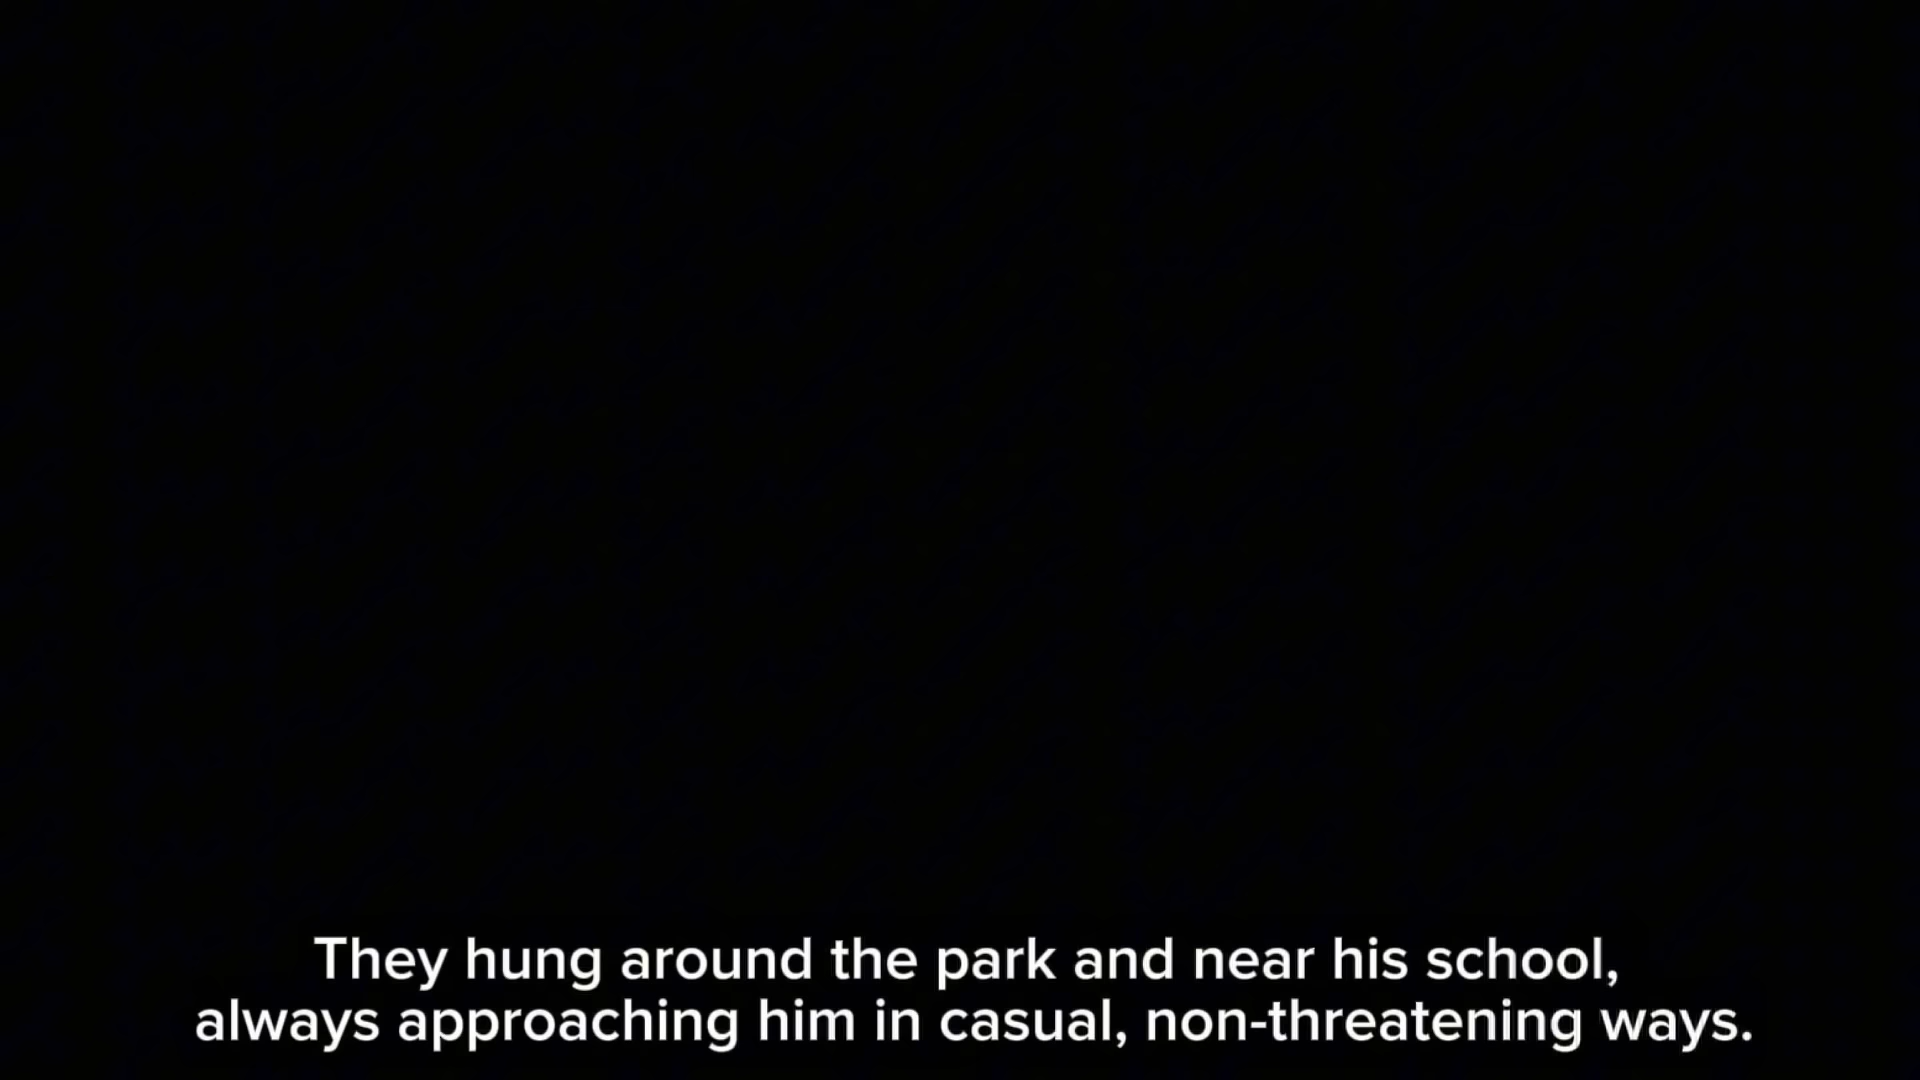 They hung around the park and near his school,
always approaching him in casual, non-threatening ways.